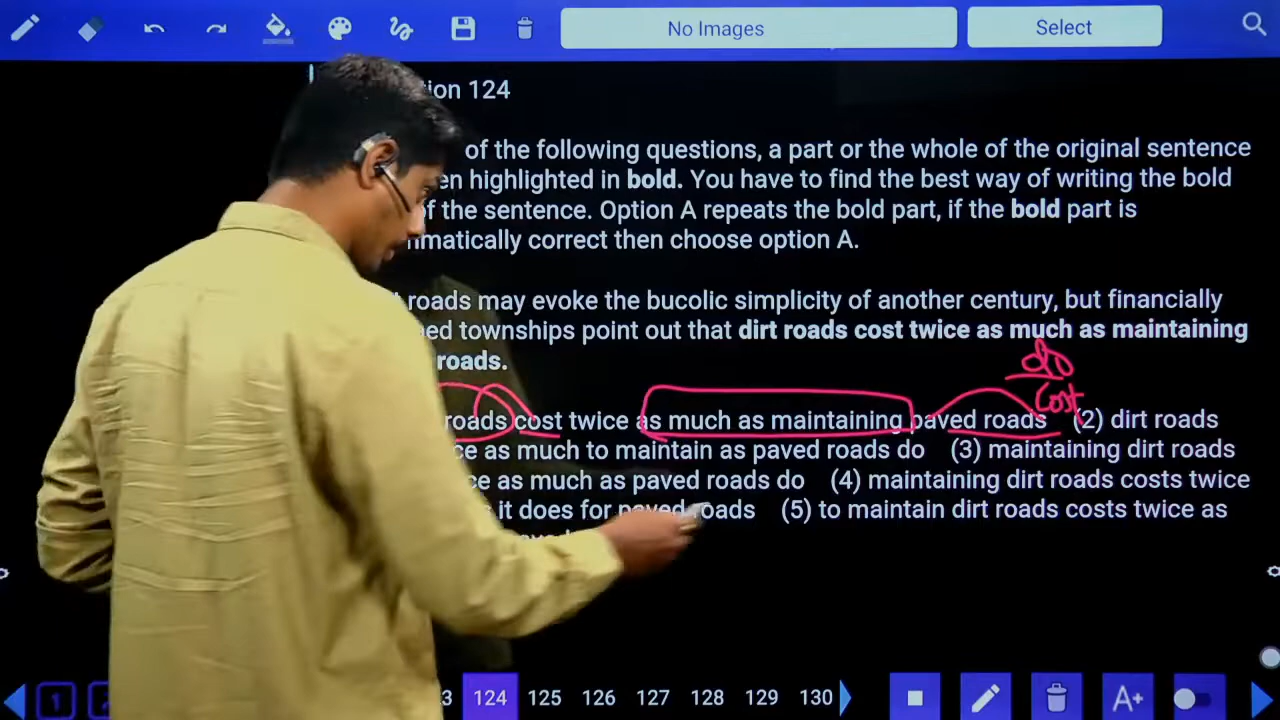 No Images
Select
ion 124
of the following questions, a part or the whole of the original sentence
en highlighted in bold. You have to find the best way of writing the bold
of the sentence. Option A repeats the bold part, if the bold part is
matically correct then choose option A.
roads may evoke the bucolic simplicity of another century, but financially
ed townships point out that dirt roads cost twice as much as maintaining
roads.
do
cost
roads cost twice as much as maintaining paved roads (2) dirt roads
ce as much to maintain as paved roads do (3) maintaining dirt roads
ce as much as paved roads do (4) maintaining dirt roads costs twice
it does for paved roads (5) to maintain dirt roads costs twice as
1 3 124 125 126 127 128 129 130 A+